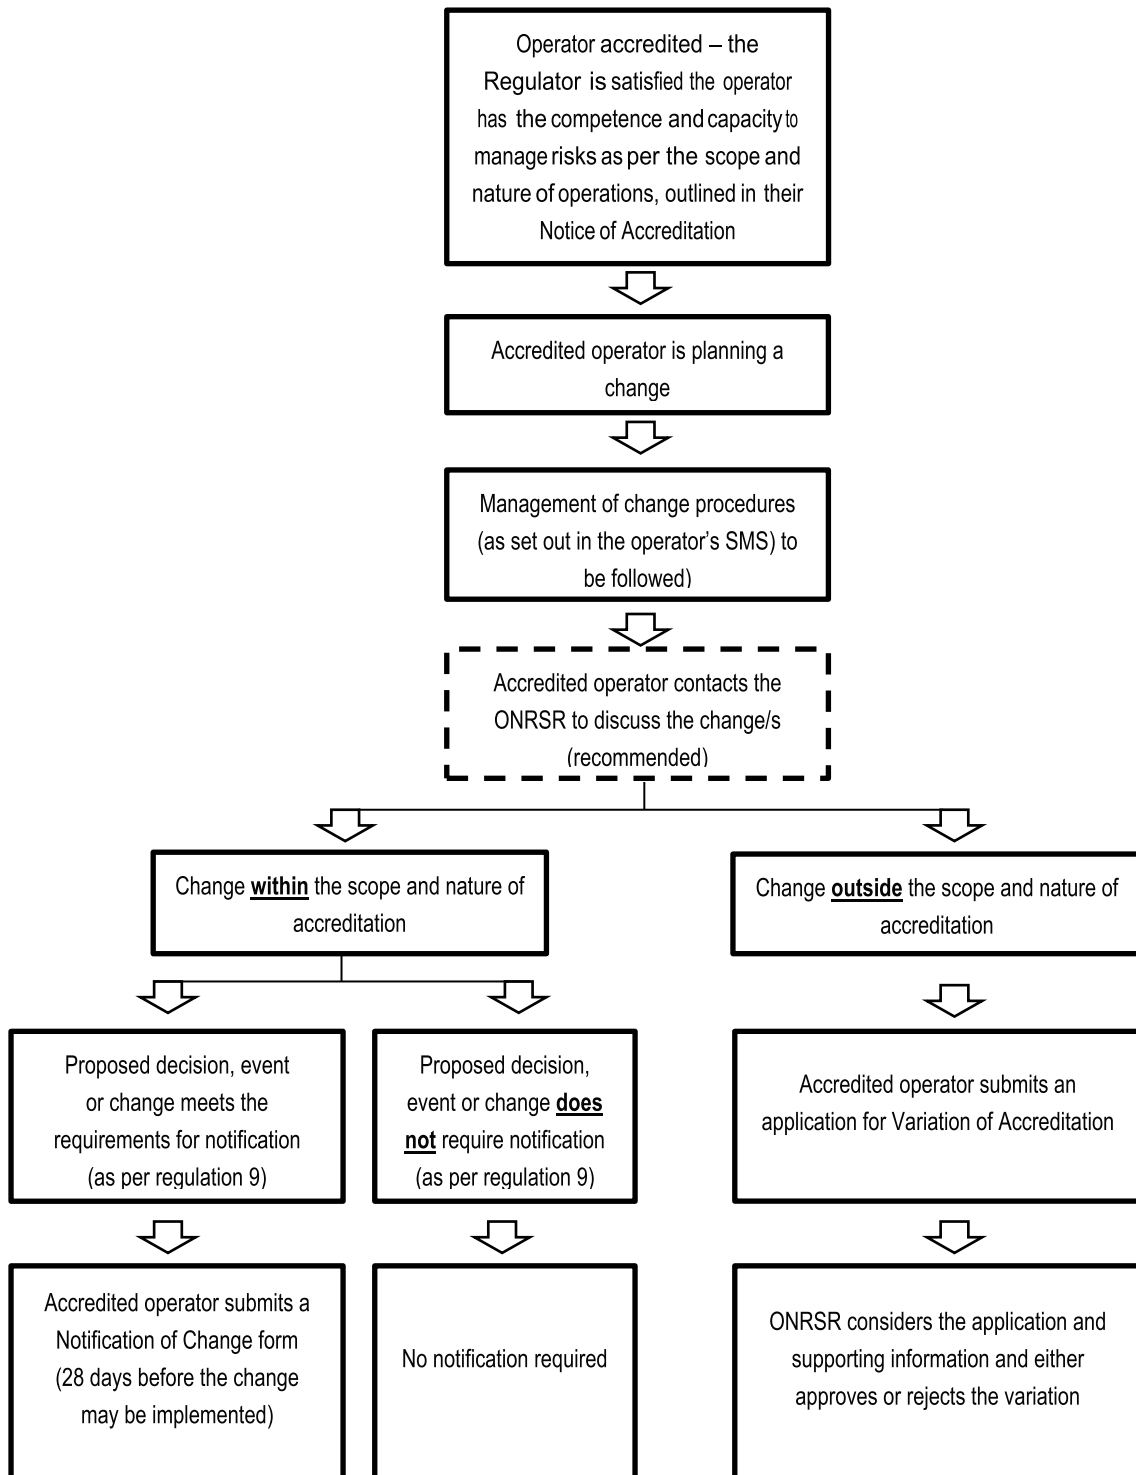 Operator accredited – the
Regulator is satisfied the operator
has the competence and capacity to
manage risks as per the scope and
nature of operations, outlined in their
Notice of Accreditation
Accredited operator is planning a
change
Management of change procedures
(as set out in the operator's SMS) to
be followed)
Accredited operator contacts the
ONRSR to discuss the change/s
(recommended)
Change within the scope and nature of
accreditation
Change outside the scope and nature of
accreditation
Proposed decision, event
or change meets the
requirements for notification
(as per regulation 9)
Proposed decision,
event or change does
not require notification
(as per regulation 9)
Accredited operator submits an
application for Variation of Accreditation
Accredited operator submits a
Notification of Change form
(28 days before the change
may be implemented)
No notification required
ONRSR considers the application and
supporting information and either
approves or rejects the variation